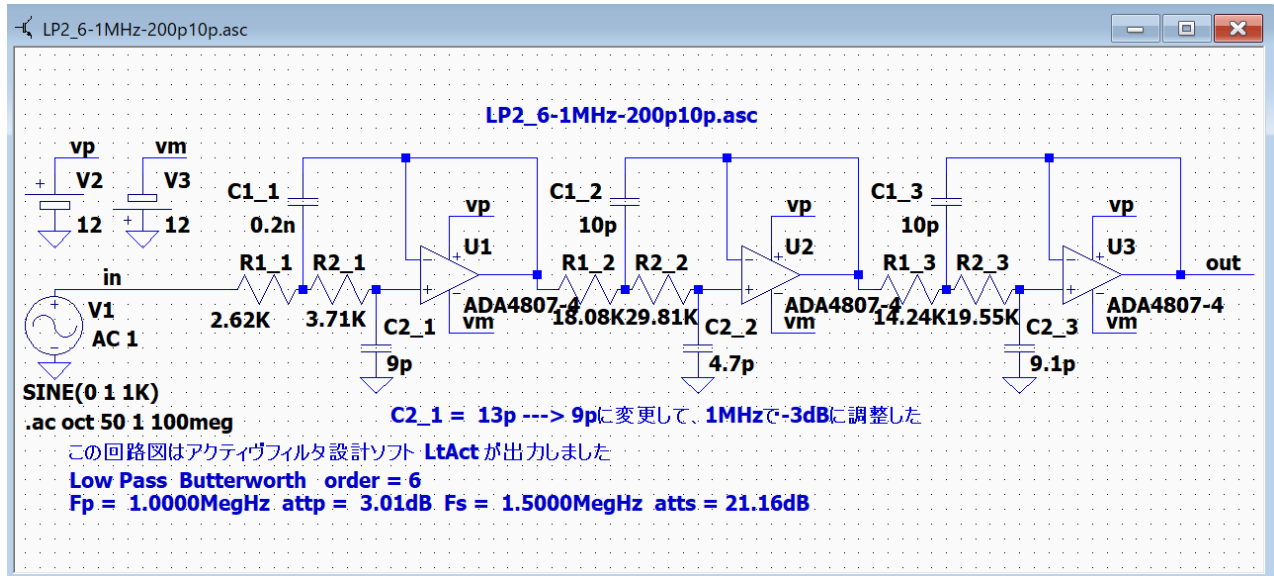 LP2_6-1MHz-200p10p.asc
LP2_6-1MHz-200p10p.asc
vp
vm
V2
V3
12
12
C1_1
0.2n
C1_2
10p
C1_3
10p
vp
vp
vp
U1
U2
U3
in
R1_1
R2_1
R1_2
R2_2
R1_3
R2_3
out
V1
AC 1
2.62K
3.71K
ADA4807-4
18.08K
29.81K
ADA4807-4
14.24K
19.55K
ADA4807-4
vm
vm
vm
C2_1
C2_2
C2_3
9p
4.7p
9.1p
SINE(0 1 1K)
.ac oct 50 1 100meg
C2_1 = 13p ---> 9pに変更して、1MHzで-3dBに調整した
この回路図はアクティヴフィルタ設計ソフト LtAct が出力しました
Low Pass Butterworth order = 6
Fp = 1.0000MegHz attp = 3.01dB Fs = 1.5000MegHz atts = 21.16dB